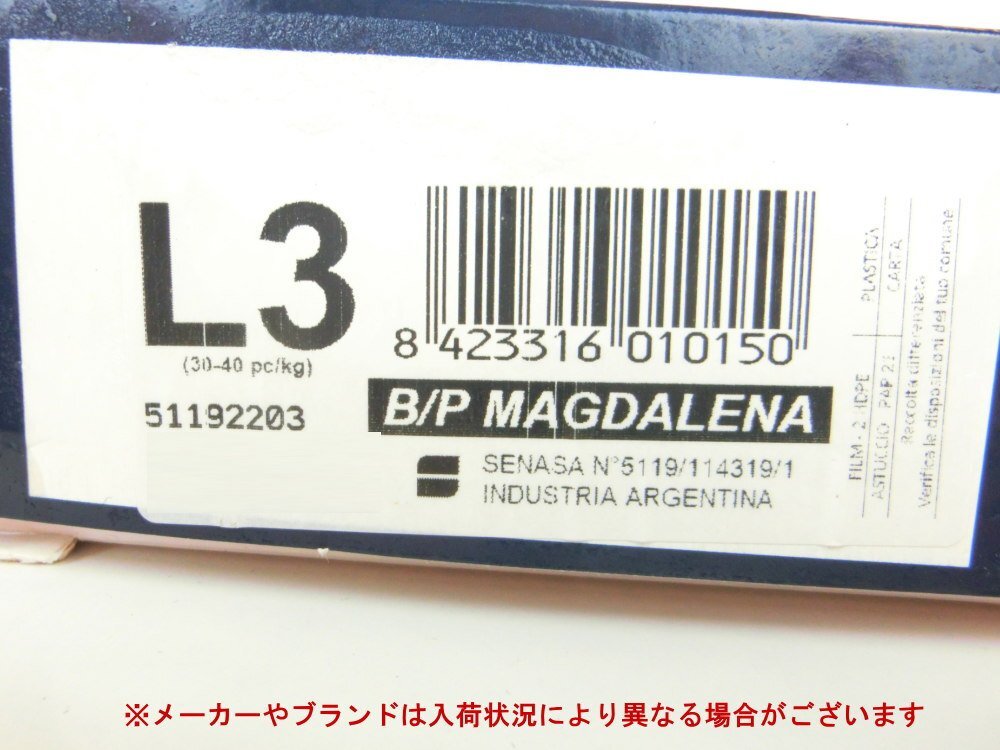 L3
(30-40 pc/kg)
51192203
8 423316 010150
B/P MAGDALENA
SENASA N°5119/114319/1
INDUSTRIA ARGENTINA
FILM - 2 HDPE PLASTICA
ASTUCCIO PAP 21 CARTA
Raccolta differenziata
Verifica le disposizioni del tuo comune
※メーカーやブランドは入荷状況により異なる場合がございます